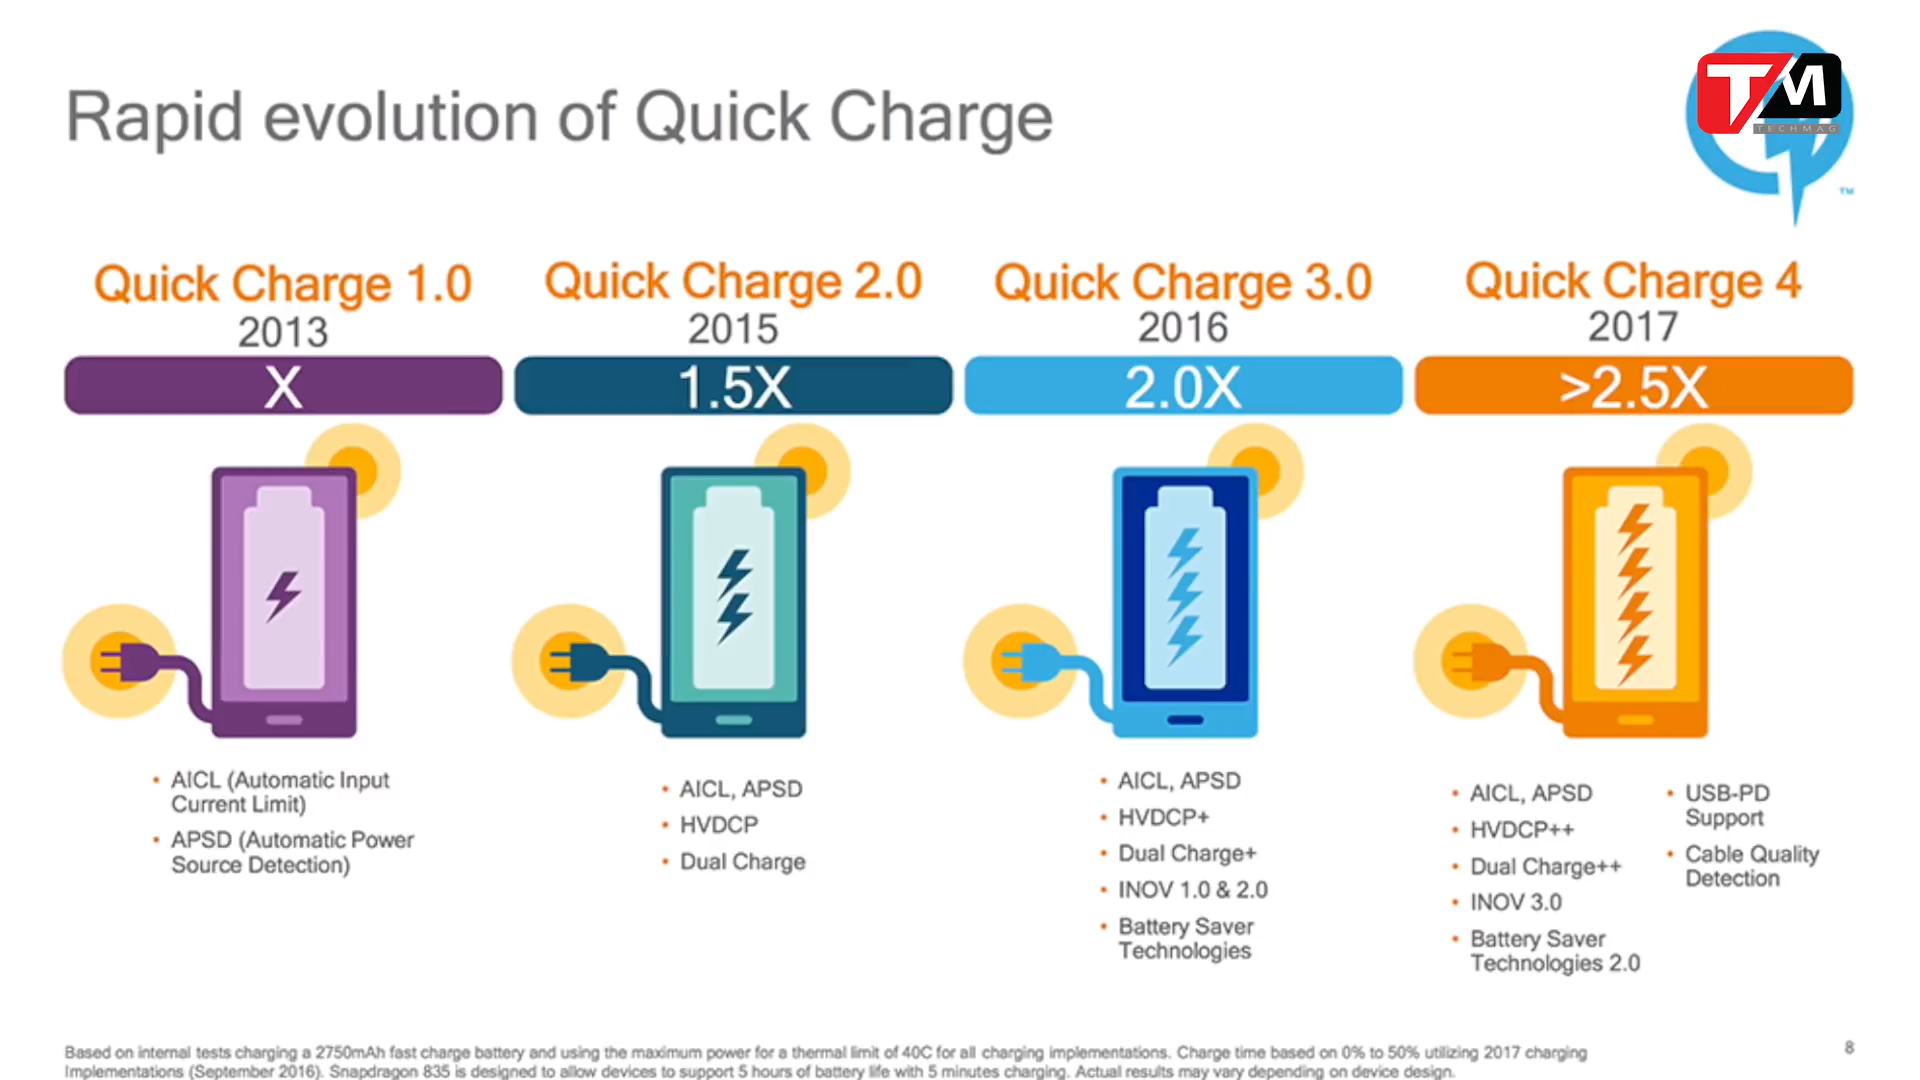 Rapid evolution of Quick Charge
TM
TECHMAG
TM
Quick Charge 1.0
2013
X
AICL (Automatic Input
Current Limit)
APSD (Automatic Power
Source Detection)
Quick Charge 2.0
2015
1.5X
AICL, APSD
HVDCP
Dual Charge
Quick Charge 3.0
2016
2.0X
AICL, APSD
HVDCP+
Dual Charge+
INOV 1.0 & 2.0
Battery Saver
Technologies
Quick Charge 4
2017
>2.5X
AICL, APSD
HVDCP++
Dual Charge++
INOV 3.0
Battery Saver
Technologies 2.0
USB-PD
Support
Cable Quality
Detection
Based on internal tests charging a 2750mAh fast charge battery and using the maximum power for a thermal limit of 40C for all charging implementations. Charge time based on 0% to 50% utilizing 2017 charging
Implementations (September 2016). Snapdragon 835 is designed to allow devices to support 5 hours of battery life with 5 minutes charging. Actual results may vary depending on device design.
8